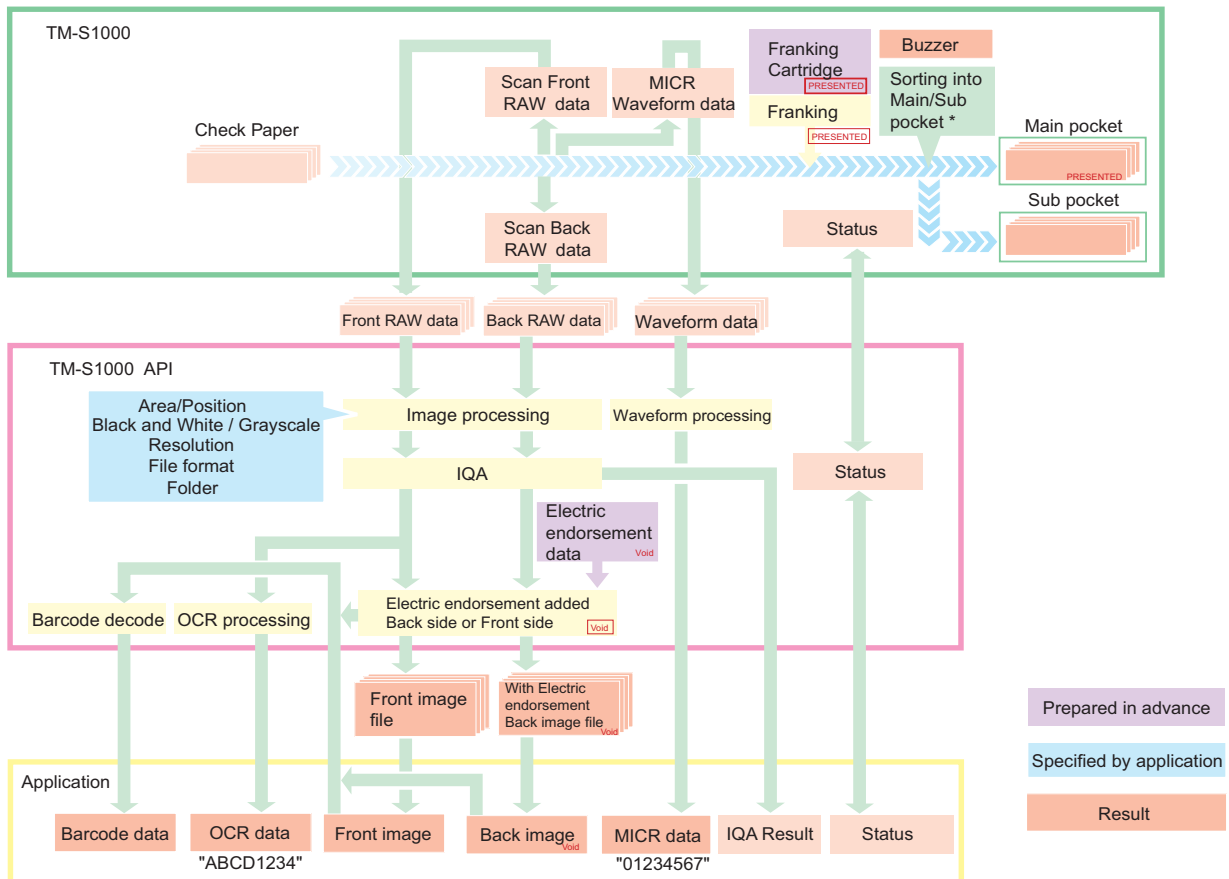 TM-S1000
Franking
Cartridge
PRESENTED
Buzzer
Scan Front
RAW data
MICR
Waveform data
Sorting into
Main/Sub
pocket *
Franking
PRESENTED
Check Paper
Main pocket
PRESENTED
Sub pocket
Scan Back
RAW data
Status
Front RAW data
Back RAW data
Waveform data
TM-S1000 API
Area/Position
Black and White / Grayscale
Resolution
File format
Folder
Image processing
Waveform processing
IQA
Status
Electric
endorsement
data
Void
Barcode decode
OCR processing
Electric endorsement added
Back side or Front side
Void
Front image
file
With Electric
endorsement
Back image file
Void
Prepared in advance
Specified by application
Result
Application
Barcode data
OCR data
Front image
Back image
Void
MICR data
IQA Result
Status
"ABCD1234"
"01234567"